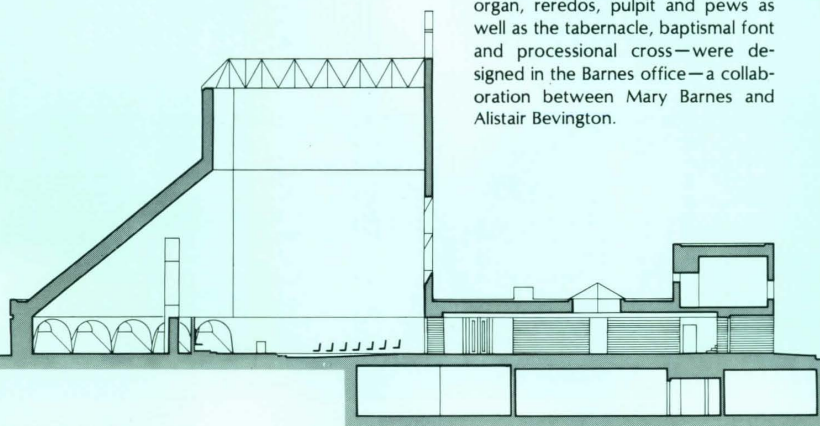 organ, reredos, pulpit and pews as
well as the tabernacle, baptismal font
and processional cross—were de-
signed in the Barnes office—a collab-
oration between Mary Barnes and
Alistair Bevington.